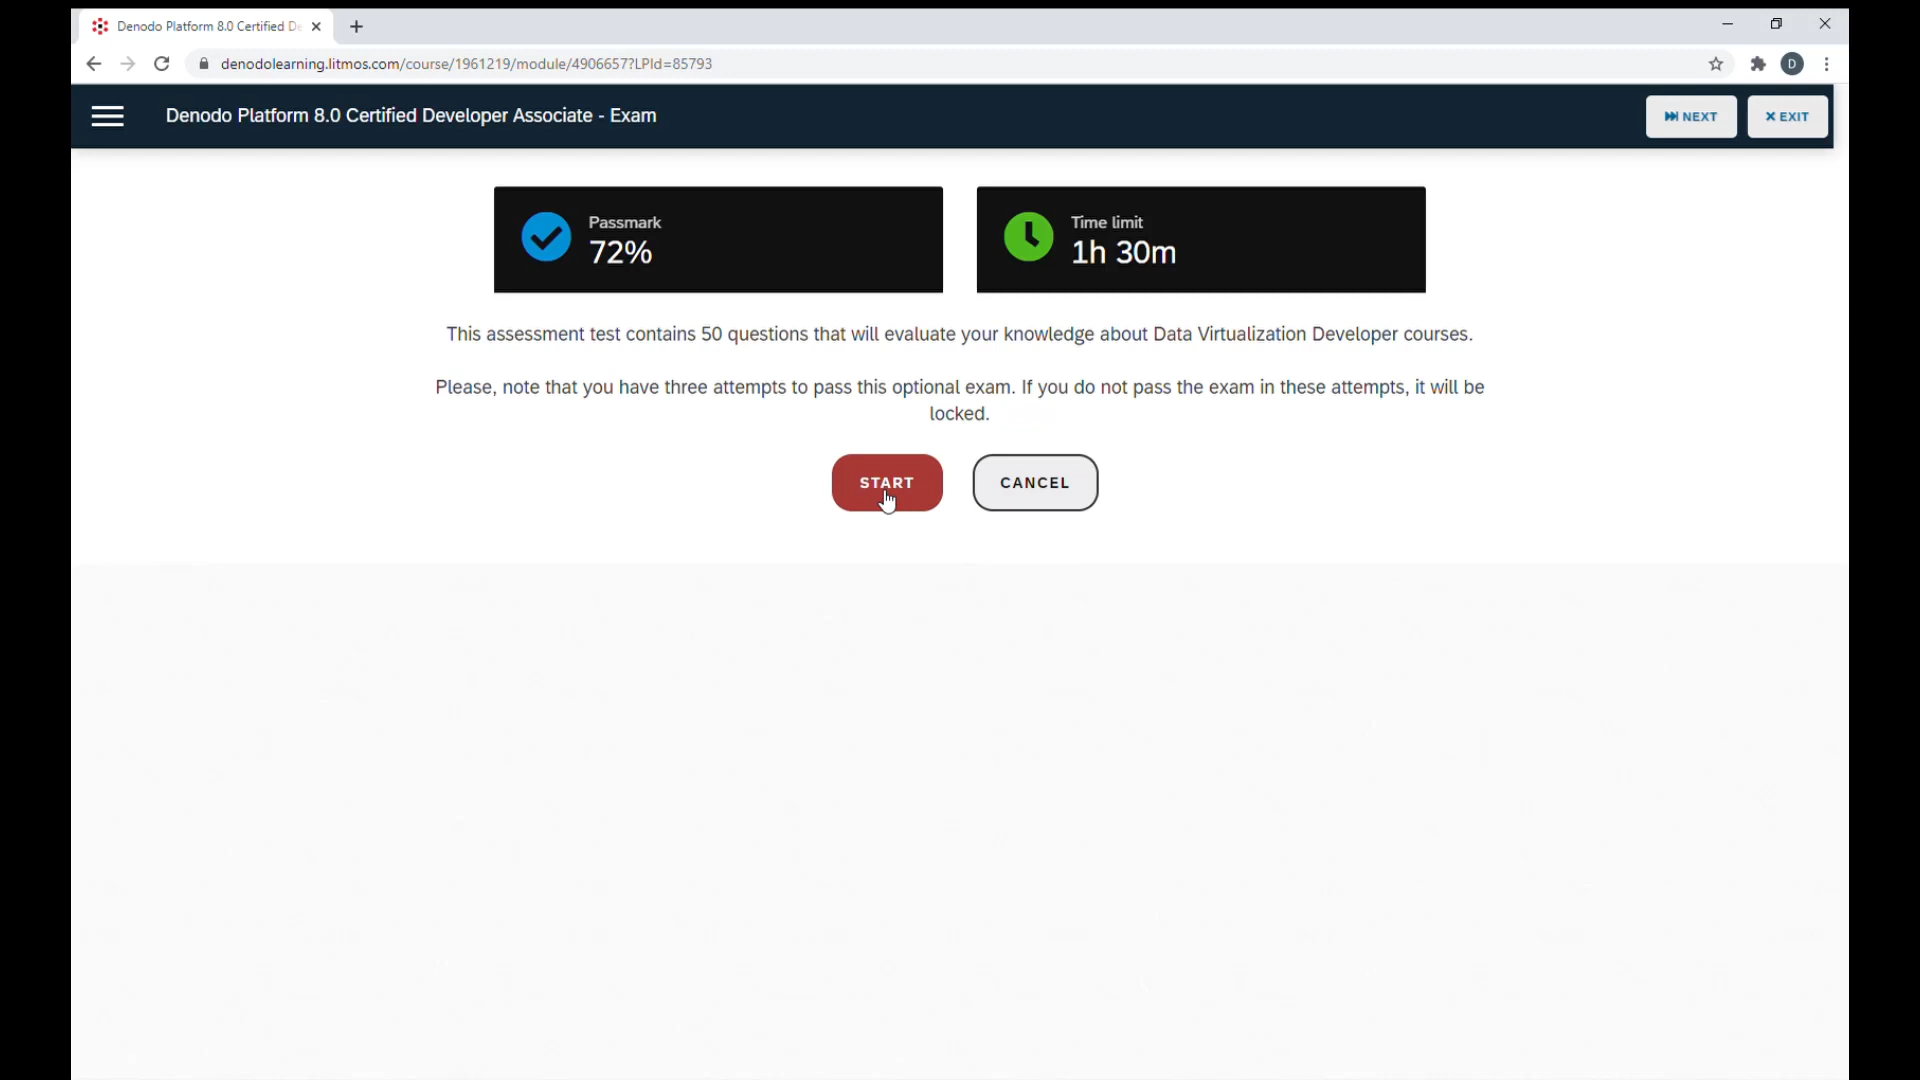 Denodo Platform 8.0 Certified De
denodolearning.litmos.com/course/1961219/module/4906657?LPId=85793
D
Denodo Platform 8.0 Certified Developer Associate - Exam
NEXT
EXIT
Passmark
72%
Time limit
1h 30m
This assessment test contains 50 questions that will evaluate your knowledge about Data Virtualization Developer courses.
Please, note that you have three attempts to pass this optional exam. If you do not pass the exam in these attempts, it will be
locked.
START
CANCEL